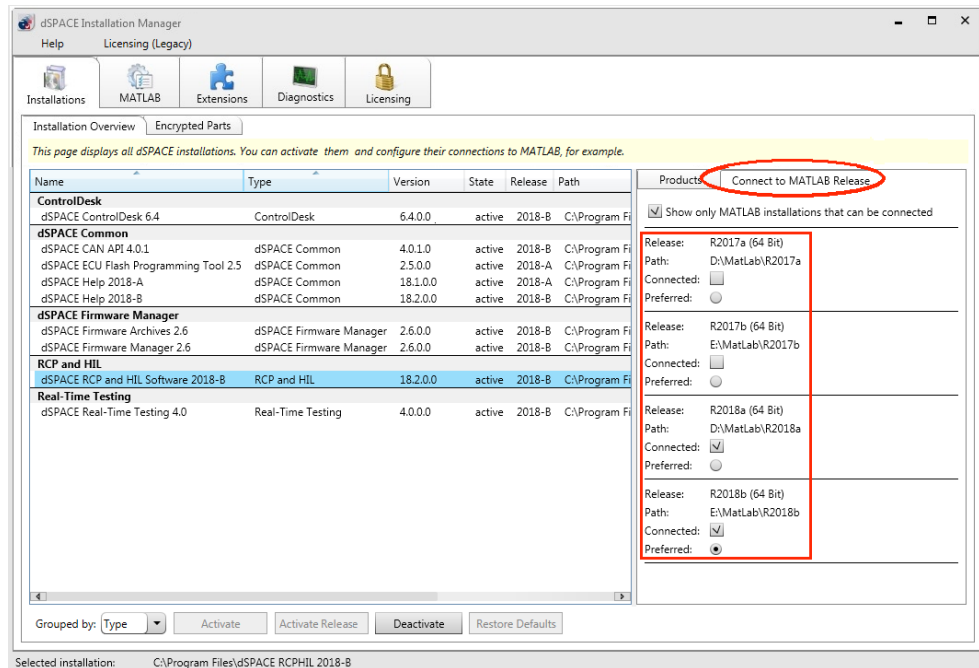 dSPACE Installation Manager
Help Licensing (Legacy)
Installations MATLAB Extensions Diagnostics Licensing
Installation Overview Encrypted Parts
This page displays all dSPACE installations. You can activate them and configure their connections to MATLAB, for example.
Name Type Version State Release Path
ControlDesk
dSPACE ControlDesk 6.4 ControlDesk 6.4.0.0 active 2018-B C:\Program Fi
dSPACE Common
dSPACE CAN API 4.0.1 dSPACE Common 4.0.1.0 active 2018-B C:\Program Fi
dSPACE ECU Flash Programming Tool 2.5 dSPACE Common 2.5.0.0 active 2018-A C:\Program Fi
dSPACE Help 2018-A dSPACE Common 18.1.0.0 active 2018-A C:\Program Fi
dSPACE Help 2018-B dSPACE Common 18.2.0.0 active 2018-B C:\Program Fi
dSPACE Firmware Manager
dSPACE Firmware Archives 2.6 dSPACE Firmware Manager 2.6.0.0 active 2018-B C:\Program Fi
dSPACE Firmware Manager 2.6 dSPACE Firmware Manager 2.6.0.0 active 2018-B C:\Program Fi
RCP and HIL
dSPACE RCP and HIL Software 2018-B RCP and HIL 18.2.0.0 active 2018-B C:\Program Fi
Real-Time Testing
dSPACE Real-Time Testing 4.0 Real-Time Testing 4.0.0.0 active 2018-B C:\Program Fi
Products Connect to MATLAB Release
Show only MATLAB installations that can be connected
Release: R2017a (64 Bit)
Path: D:\MatLab\R2017a
Connected:
Preferred:
Release: R2017b (64 Bit)
Path: E:\MatLab\R2017b
Connected:
Preferred:
Release: R2018a (64 Bit)
Path: D:\MatLab\R2018a
Connected:
Preferred:
Release: R2018b (64 Bit)
Path: E:\MatLab\R2018b
Connected:
Preferred:
Grouped by: Type Activate Activate Release Deactivate Restore Defaults
Selected installation: C:\Program Files\dSPACE RCPHIL 2018-B